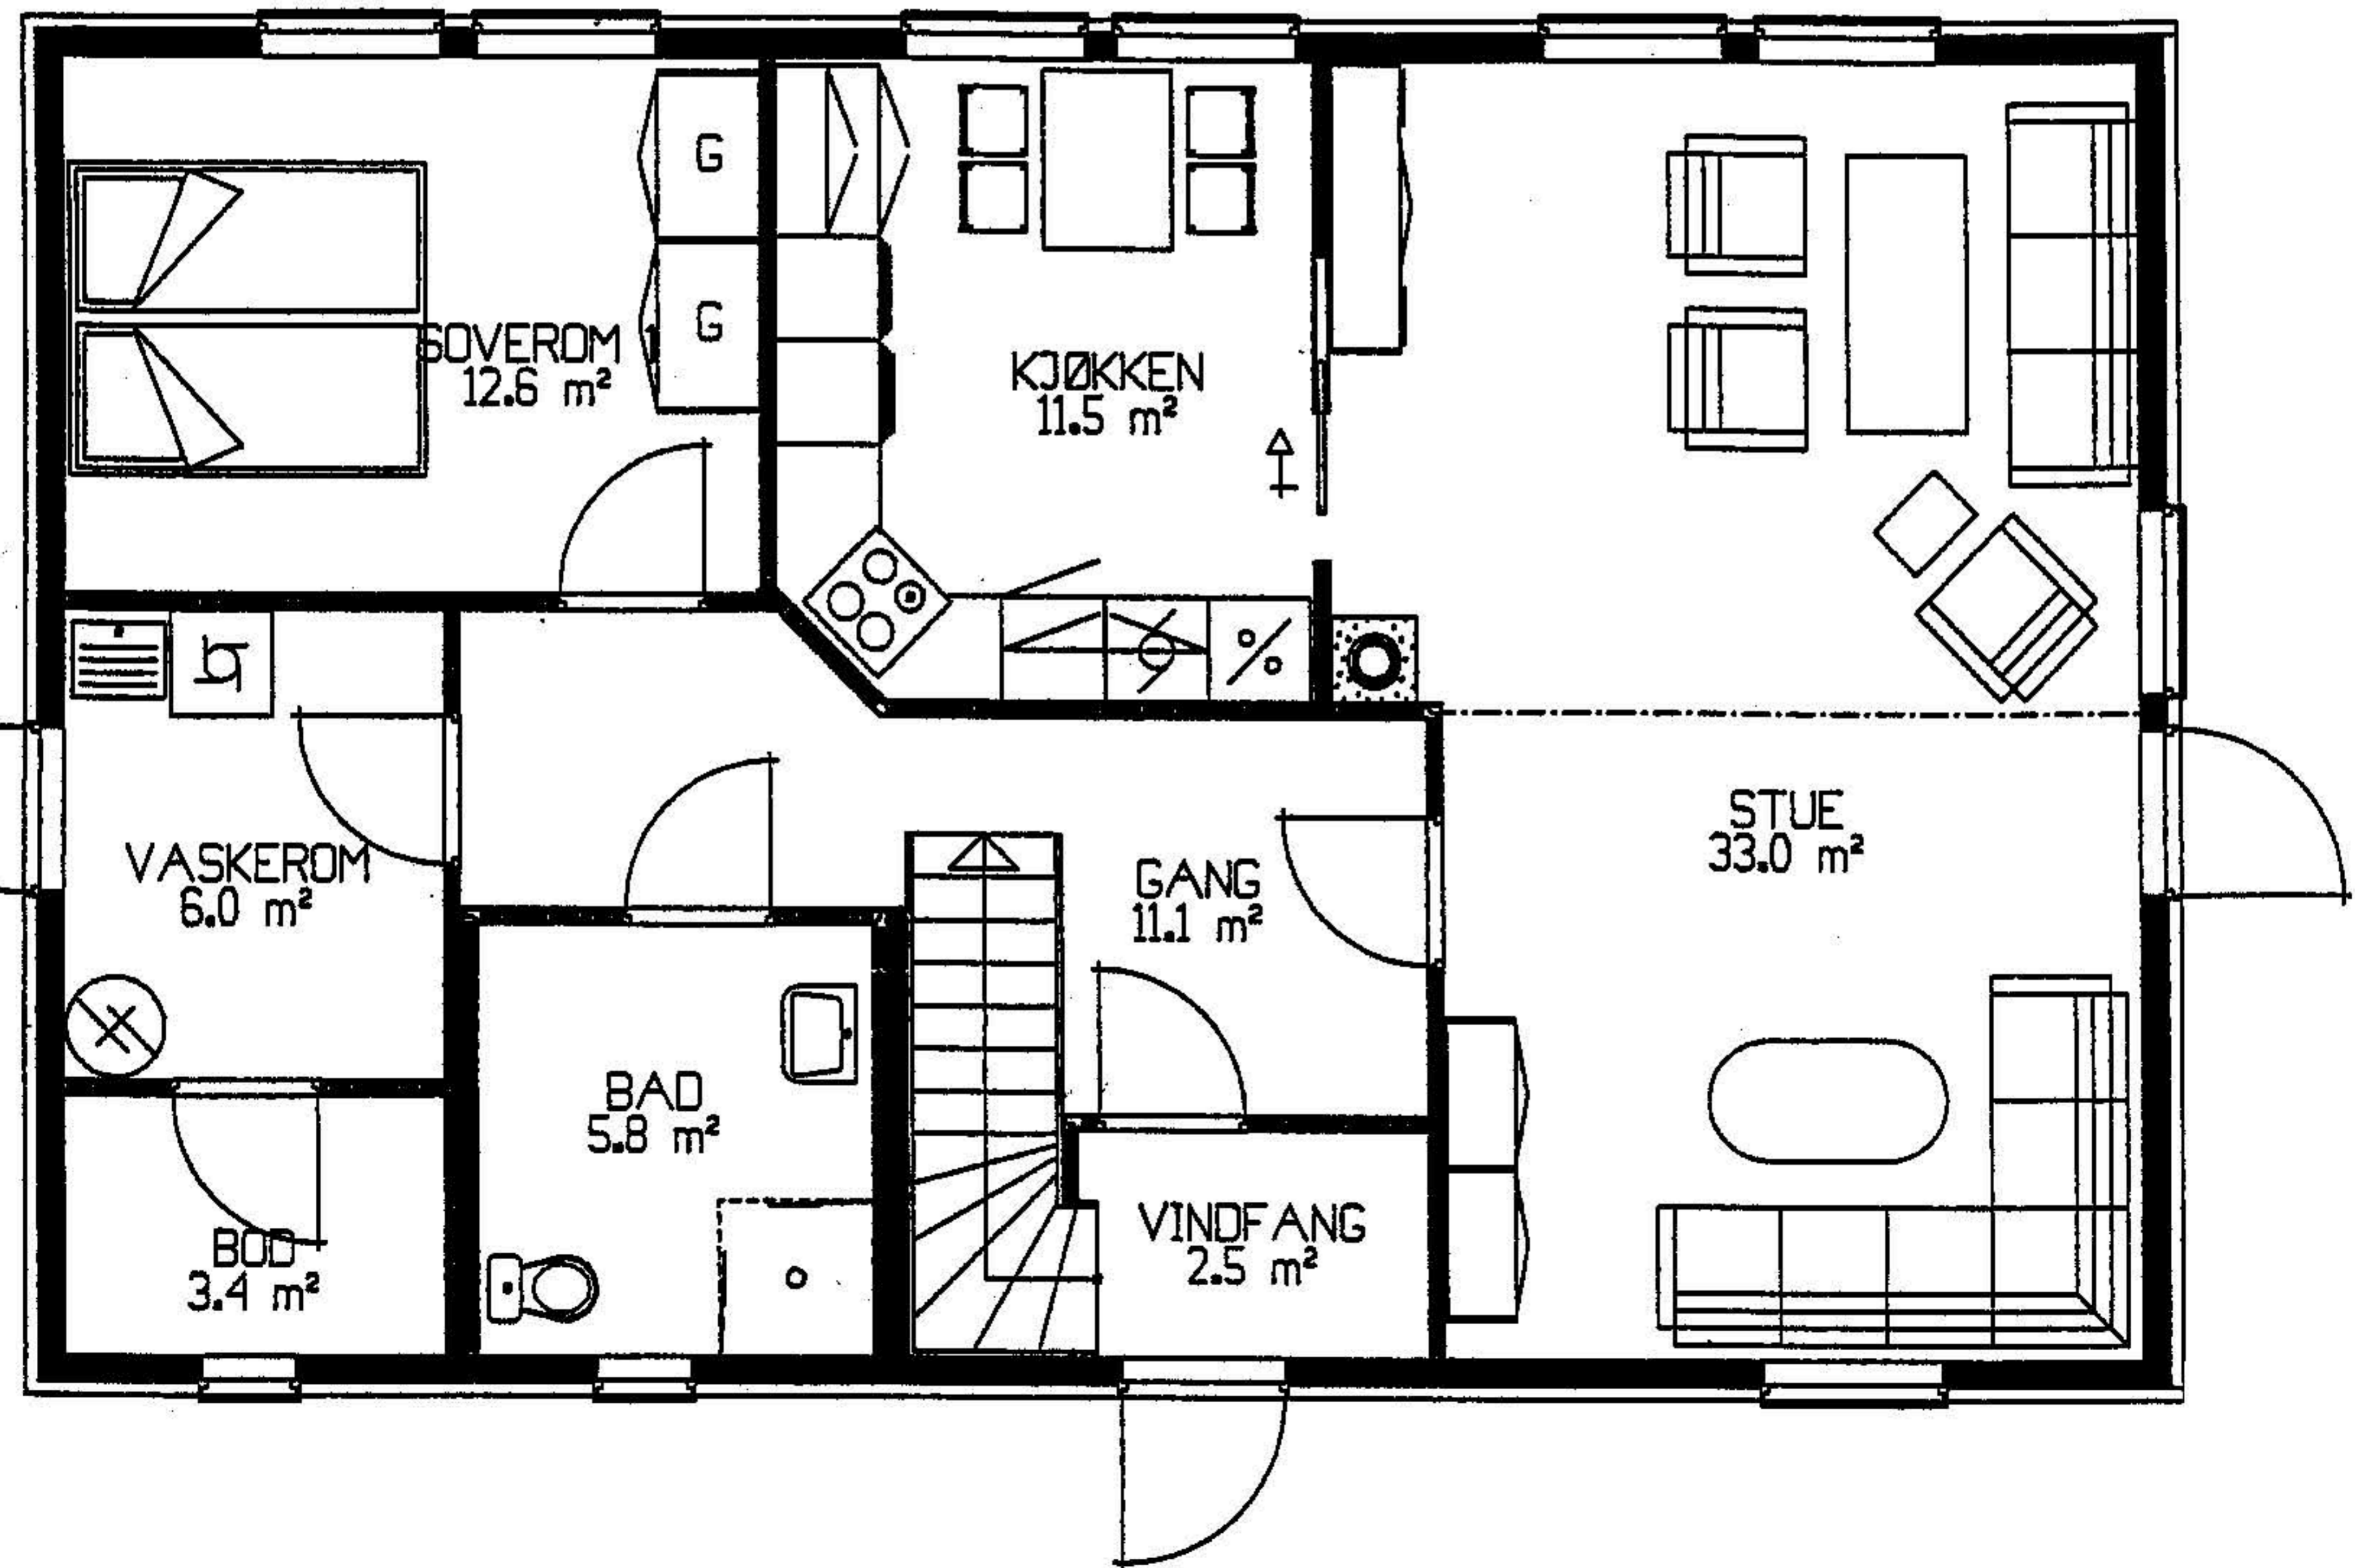 G
G
SOVEROM 1
12.6 m²
KJØKKEN
11.5 m²
STUE
33.0 m²
VASKEROM
6.0 m²
GANG
11.1 m²
BAD
5.8 m²
VINDFANG
2.5 m²
BOD
3.4 m²